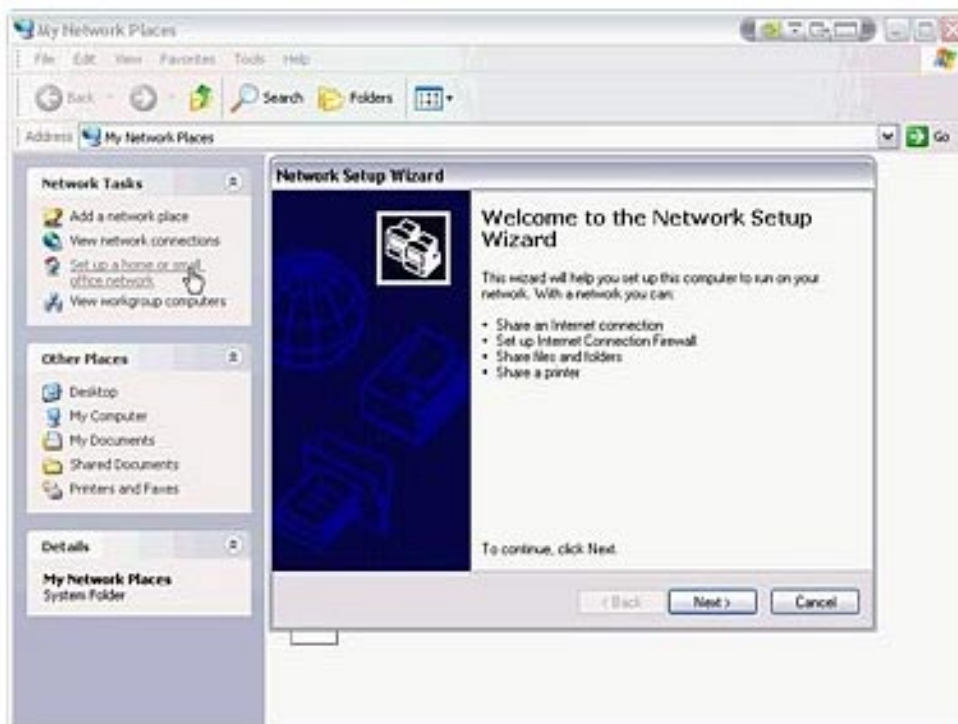 My Network Places
File Edit View Favorites Tools Help
Back Search Folders
Address My Network Places Go
Network Tasks
Add a network place
View network connections
Set up a home or small
office network
View workgroup computers
Other Places
Desktop
My Computer
My Documents
Shared Documents
Printers and Faxes
Details
My Network Places
System Folder
Network Setup Wizard
Welcome to the Network Setup
Wizard
This wizard will help you set up this computer to run on your
network. With a network you can:
• Share an Internet connection
• Set up Internet Connection Firewall
• Share files and folders
• Share a printer
To continue, click Next.
< Back Next > Cancel